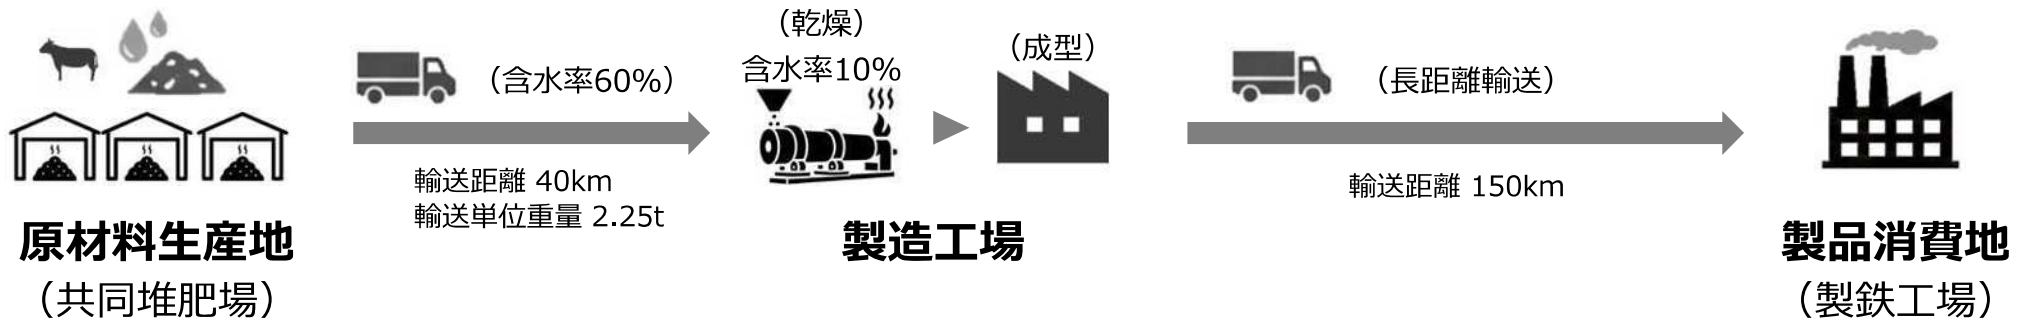 （含水率60%）
輸送距離 40km
輸送単位重量 2.25t
原材料生産地
（共同堆肥場）
（乾燥）
含水率10%
（成型）
製造工場
（長距離輸送）
輸送距離 150km
製品消費地
（製鉄工場）